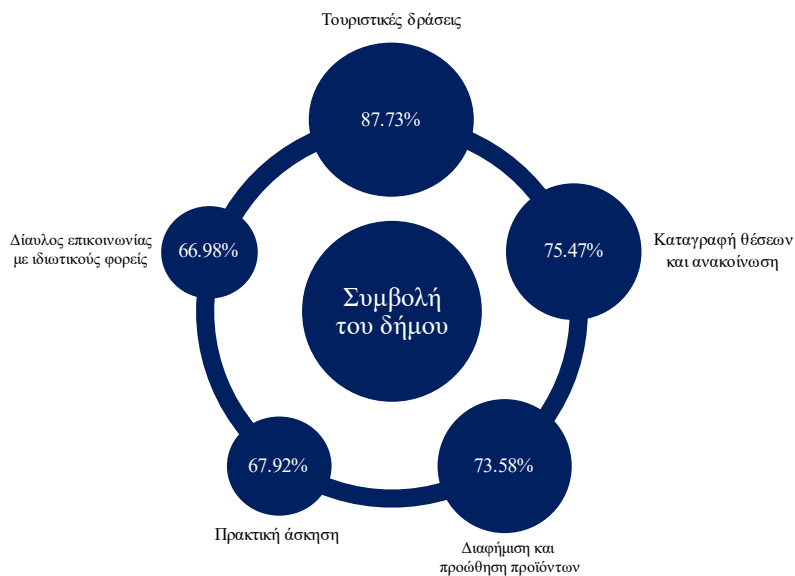 Τουριστικές δράσεις
87.73%
Δίαυλος επικοινωνίας
με ιδιωτικούς φορείς
66.98%
75.47%
Καταγραφή θέσεων
και ανακοίνωση
Συμβολή
του δήμου
67.92%
Πρακτική άσκηση
73.58%
Διαφήμιση και
προώθηση προϊόντων